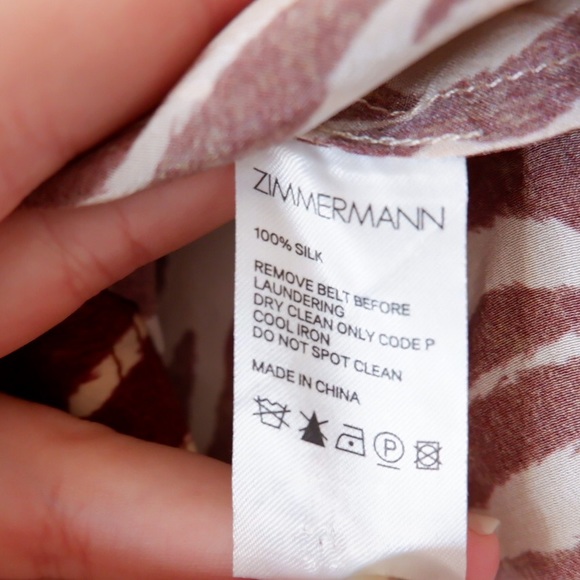 ZIMMERMANN
100% SILK
REMOVE BELT BEFORE
LAUNDERING
DRY CLEAN ONLY CODE P
COOL IRON
DO NOT SPOT CLEAN
MADE IN CHINA
P